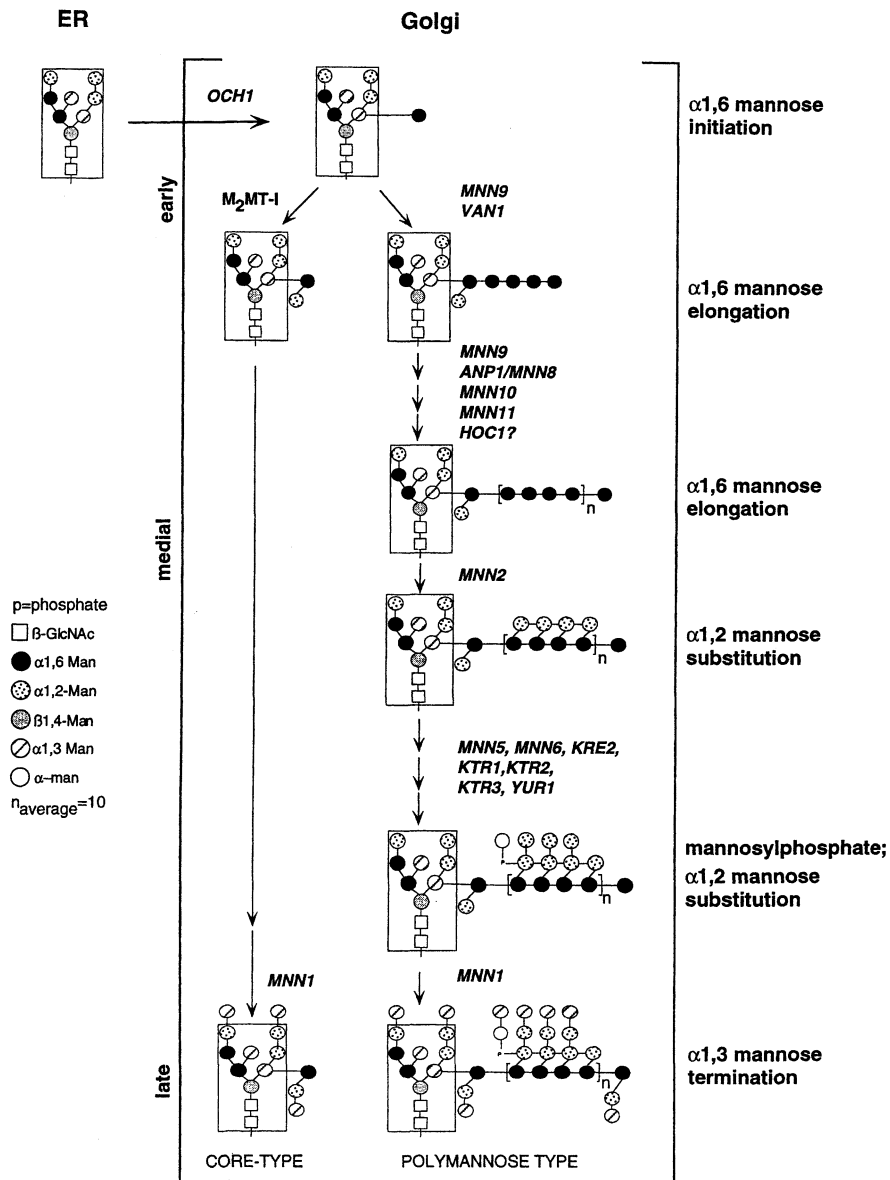 ER
Golgi
OCH1
α1,6 mannose
initiation
early
M2MT-I
MNN9
VAN1
α1,6 mannose
elongation
MNN9
ANP1/MNN8
MNN10
MNN11
HOC1?
n
α1,6 mannose
elongation
medial
MNN2
n
α1,2 mannose
substitution
p=phosphate
ß-GlcNAc
α1,6 Man
α1,2-Man
ß1,4-Man
α1,3 Man
α-man
naverage=10
MNN5, MNN6, KRE2,
KTR1,KTR2,
KTR3, YUR1
P
n
mannosylphosphate;
α1,2 mannose
substitution
MNN1
MNN1
P
n
α1,3 mannose
termination
late
CORE-TYPE
POLYMANNOSE TYPE